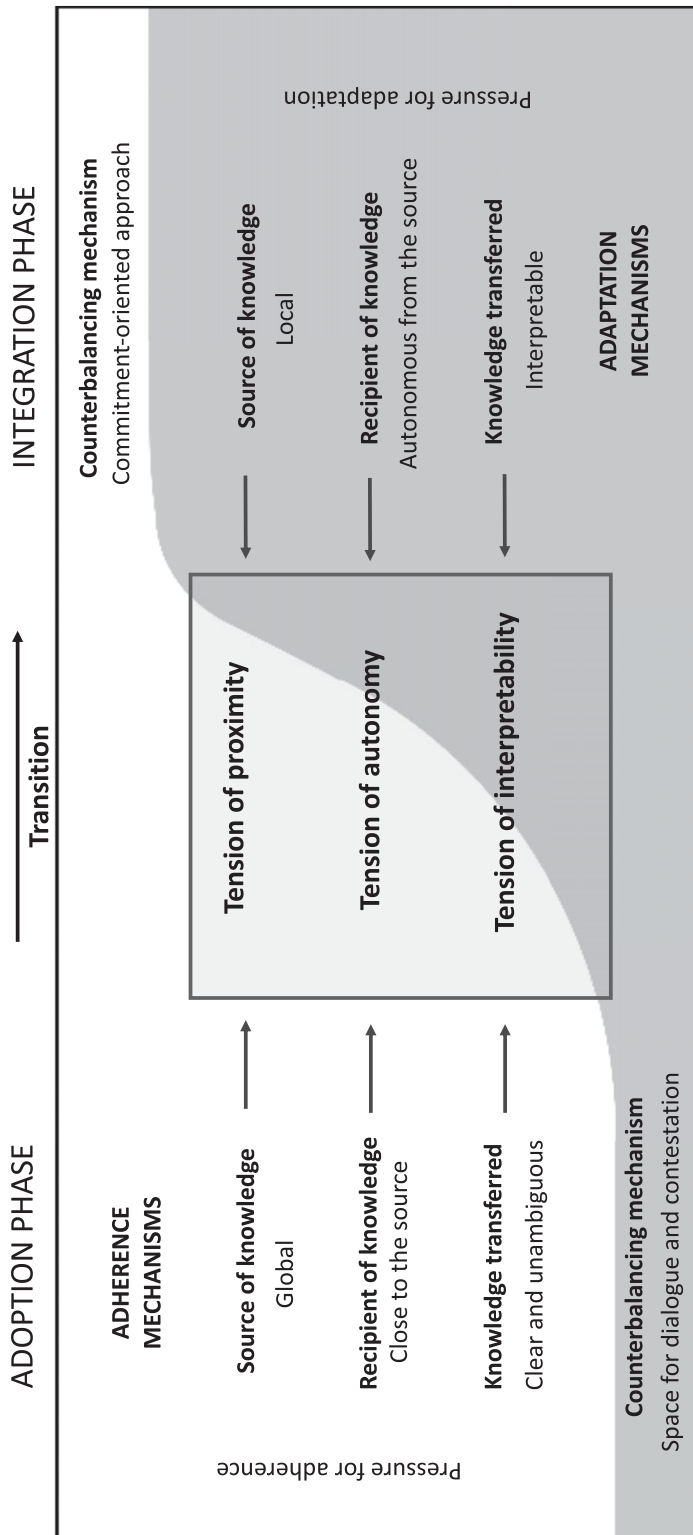 ADOPTION PHASE
Transition
INTEGRATION PHASE
ADHERENCE
MECHANISMS
Pressure for adherence
Source of knowledge
Global
Recipient of knowledge
Close to the source
Knowledge transferred
Clear and unambiguous
Counterbalancing mechanism
Space for dialogue and contestation
Tension of proximity
Tension of autonomy
Tension of interpretability
Counterbalancing mechanism
Commitment-oriented approach
Source of knowledge
Local
Recipient of knowledge
Autonomous from the source
Knowledge transferred
Interpretable
ADAPTATION
MECHANISMS
Pressure for adaptation